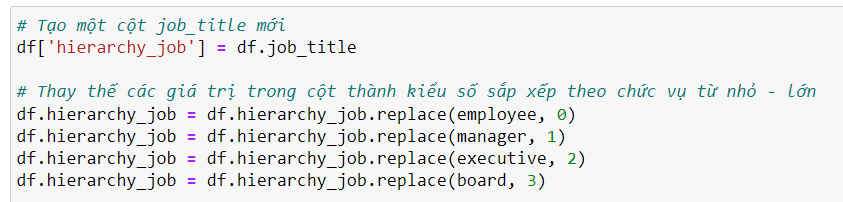 # Tạo một cột job_title mới
df['hierarchy_job'] = df.job_title
# Thay thế các giá trị trong cột thành kiểu số sắp xếp theo chức vụ từ nhỏ - lớn
df.hierarchy_job = df.hierarchy_job.replace(employee, 0)
df.hierarchy_job = df.hierarchy_job.replace(manager, 1)
df.hierarchy_job = df.hierarchy_job.replace(executive, 2)
df.hierarchy_job = df.hierarchy_job.replace(board, 3)